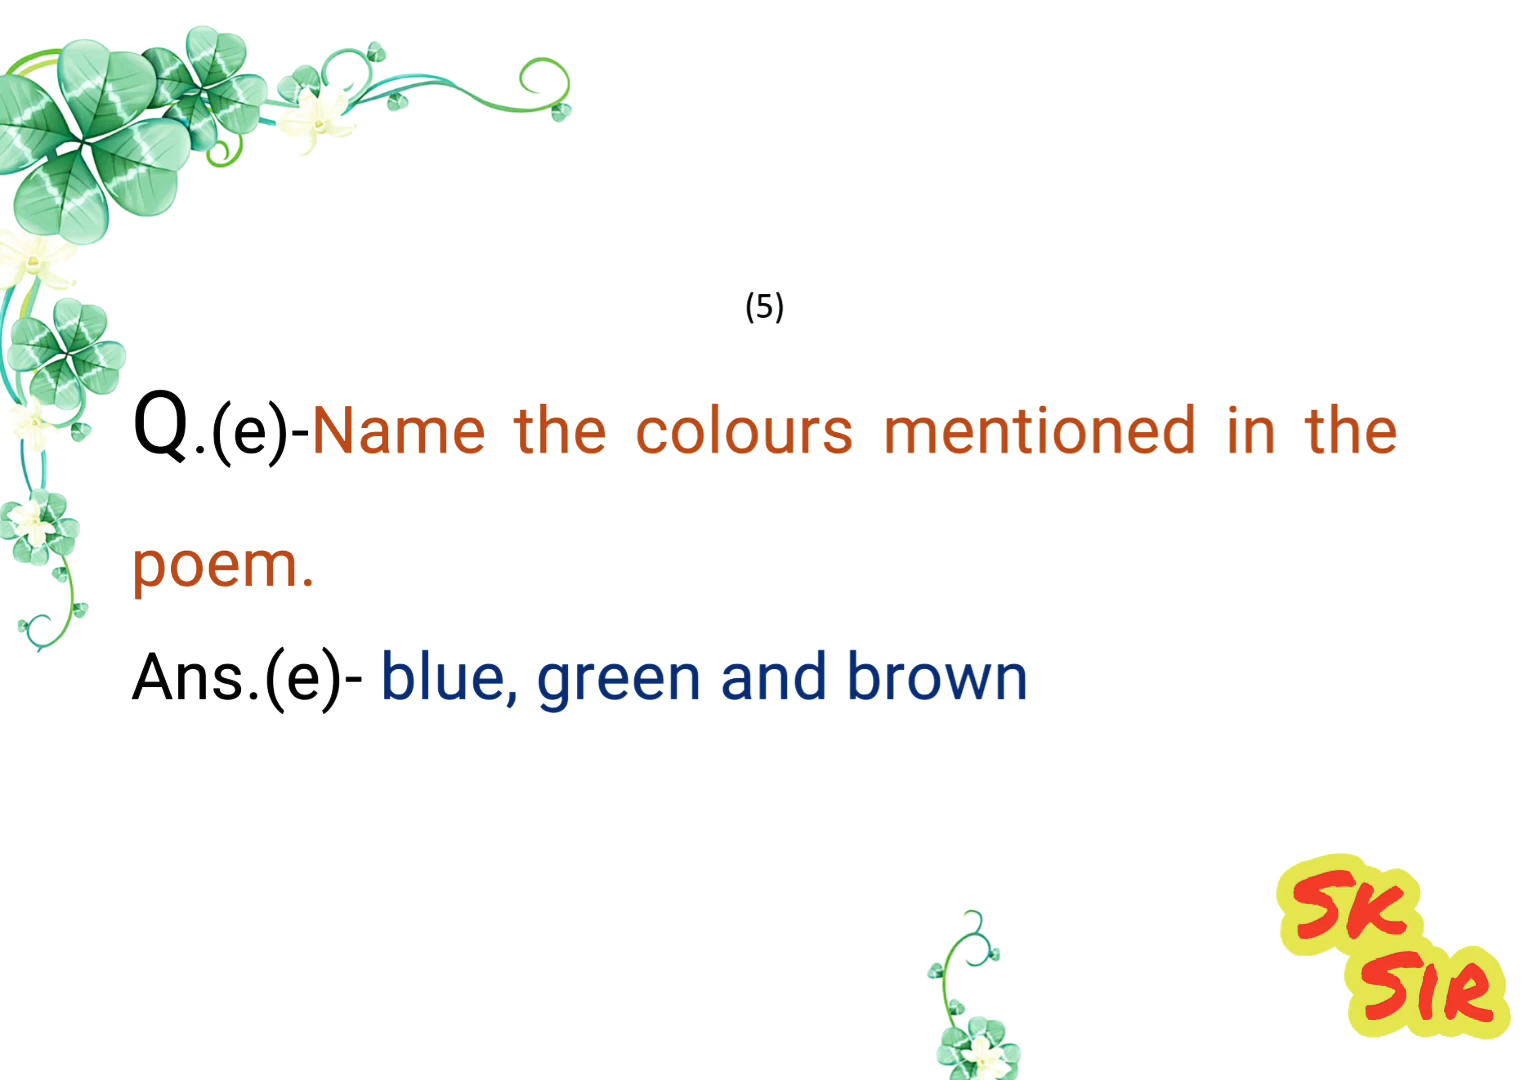 (5)
Q.(e)-Name the colours mentioned in the
poem.
Ans.(e)- blue, green and brown
SK
SIR